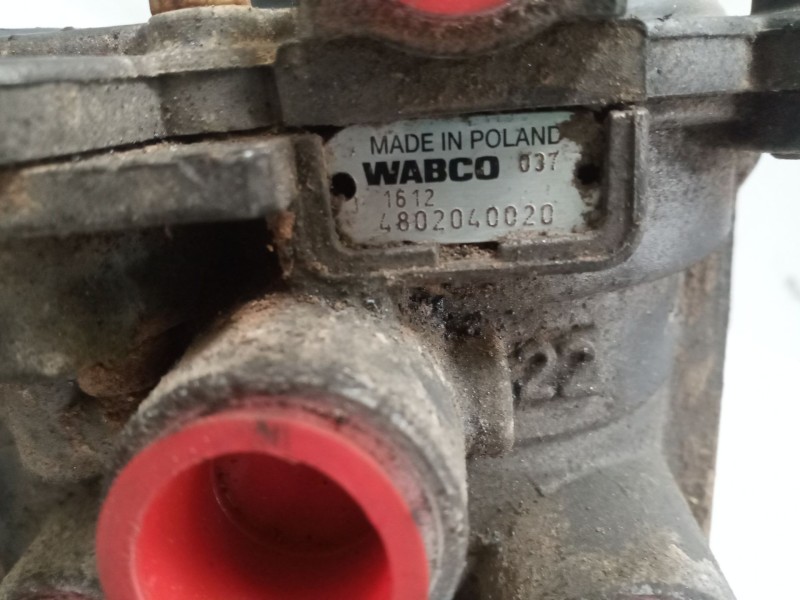 MADE IN POLAND
WABCO 037
1612
4802040020
22